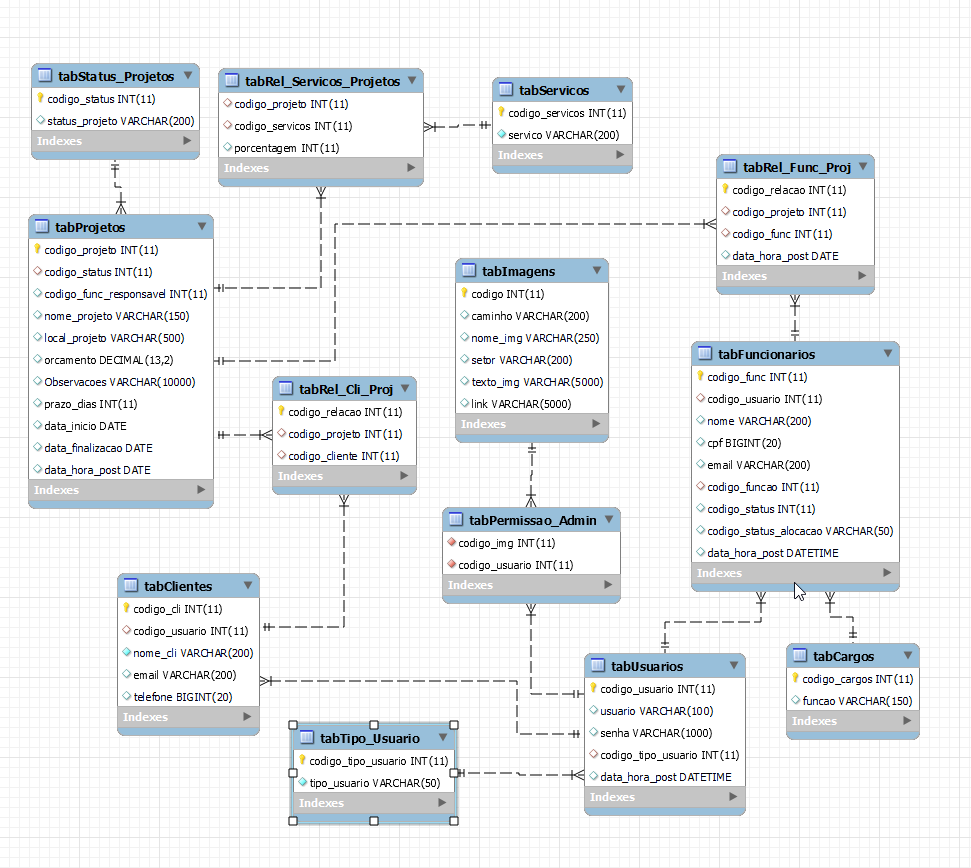 tabStatus_Projetos
codigo_status INT(11)
status_projeto VARCHAR(200)
Indexes
tabRel_Servicos_Projetos
codigo_projeto INT(11)
codigo_servicos INT(11)
porcentagem INT(11)
Indexes
tabServicos
codigo_servicos INT(11)
servico VARCHAR(200)
Indexes
tabRel_Func_Proj
codigo_relacao INT(11)
codigo_projeto INT(11)
codigo_func INT(11)
data_hora_post DATE
Indexes
tabProjetos
codigo_projeto INT(11)
codigo_status INT(11)
codigo_func_responsavel INT(11)
nome_projeto VARCHAR(150)
local_projeto VARCHAR(500)
orcamento DECIMAL(13,2)
Observacoes VARCHAR(10000)
prazo_dias INT(11)
data_inicio DATE
data_finalizacao DATE
data_hora_post DATE
Indexes
tabImagens
codigo INT(11)
caminho VARCHAR(200)
nome_img VARCHAR(250)
setor VARCHAR(200)
texto_img VARCHAR(5000)
link VARCHAR(5000)
Indexes
tabFuncionarios
codigo_func INT(11)
codigo_usuario INT(11)
nome VARCHAR(200)
cpf BIGINT(20)
email VARCHAR(200)
codigo_funcao INT(11)
codigo_status INT(11)
codigo_status_alocacao VARCHAR(50)
data_hora_post DATETIME
Indexes
tabRel_Cli_Proj
codigo_relacao INT(11)
codigo_projeto INT(11)
codigo_cliente INT(11)
Indexes
tabPermissao_Admin
codigo_img INT(11)
codigo_usuario INT(11)
Indexes
tabClientes
codigo_cli INT(11)
codigo_usuario INT(11)
nome_cli VARCHAR(200)
email VARCHAR(200)
telefone BIGINT(20)
Indexes
tabUsuarios
codigo_usuario INT(11)
usuario VARCHAR(100)
senha VARCHAR(1000)
codigo_tipo_usuario INT(11)
data_hora_post DATETIME
Indexes
tabCargos
codigo_cargos INT(11)
funcao VARCHAR(150)
Indexes
tabTipo_Usuario
codigo_tipo_usuario INT(11)
tipo_usuario VARCHAR(50)
Indexes